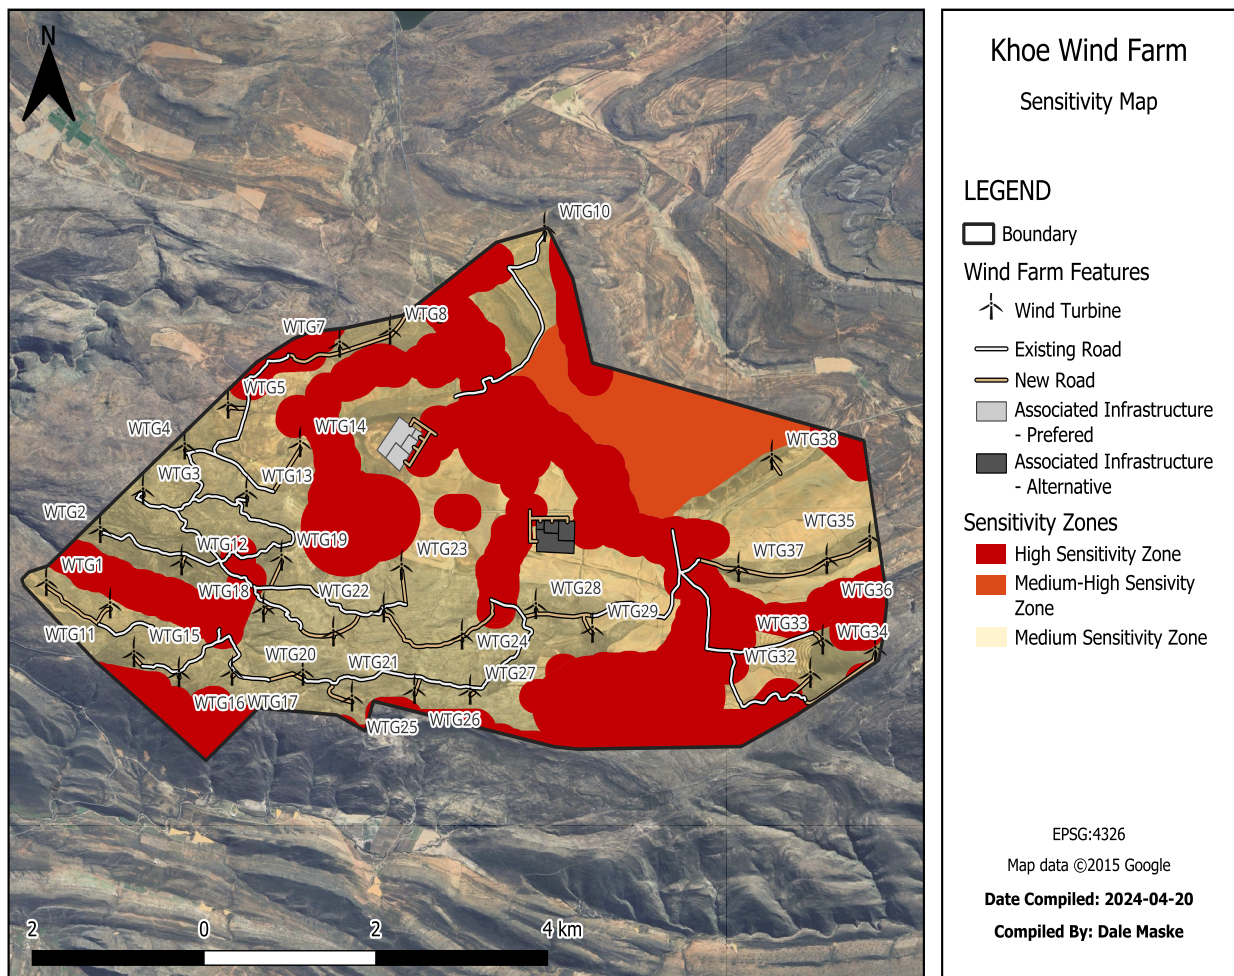 N
WTG10
WTG8
WTG7
WTG5
WTG14
WTG4
WTG38
WTG3
WTG13
WTG2
WTG35
WTG12
WTG19
WTG23
WTG37
WTG1
WTG18
WTG22
WTG28
WTG36
WTG29
WTG33
WTG11
WTG15
WTG34
WTG24
WTG20
WTG21
WTG32
WTG27
WTG16
WTG17
WTG25
WTG26
2
0
2
4 km
Khoe Wind Farm
Sensitivity Map
LEGEND
Boundary
Wind Farm Features
Wind Turbine
Existing Road
New Road
Associated Infrastructure
- Prefered
Associated Infrastructure
- Alternative
Sensitivity Zones
High Sensitivity Zone
Medium-High Sensivity
Zone
Medium Sensitivity Zone
EPSG:4326
Map data ©2015 Google
Date Compiled: 2024-04-20
Compiled By: Dale Maske